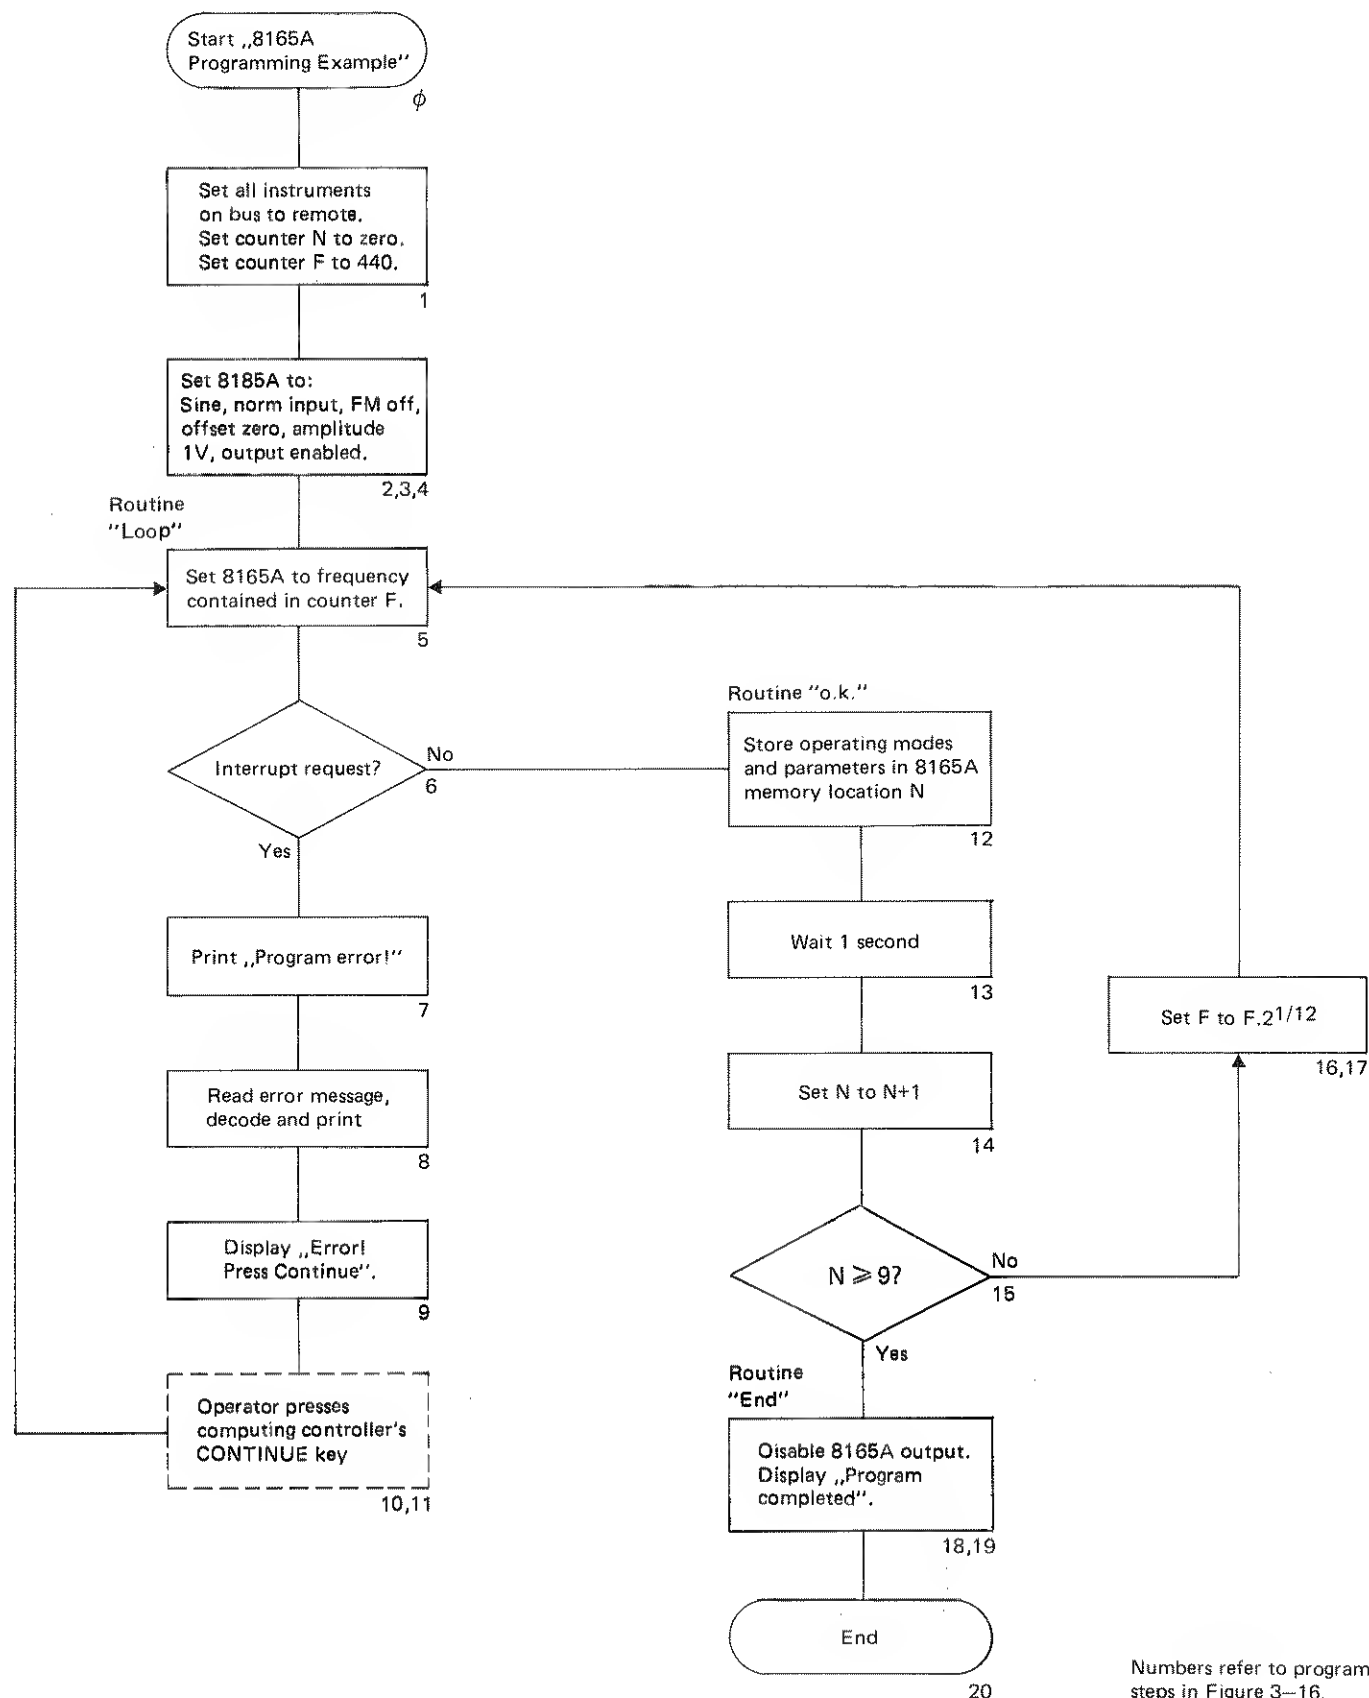 Start „8165A
Programming Example"
ϕ
Set all instruments
on bus to remote.
Set counter N to zero.
Set counter F to 440.
1
Set 8185A to:
Sine, norm input, FM off,
offset zero, amplitude
1V, output enabled.
2,3,4
Routine
"Loop"
Set 8165A to frequency
contained in counter F.
5
Interrupt request?
No
6
Yes
Print „Program error!"
7
Read error message,
decode and print
8
Display „Error!
Press Continue".
9
Operator presses
computing controller's
CONTINUE key
10,11
Routine "o.k."
Store operating modes
and parameters in 8165A
memory location N
12
Wait 1 second
13
Set N to N+1
14
N ⩾ 9?
No
15
Yes
Set F to F.2^1/12
16,17
Routine
"End"
Disable 8165A output.
Display „Program
completed".
18,19
End
20
Numbers refer to program
steps in Figure 3–16.